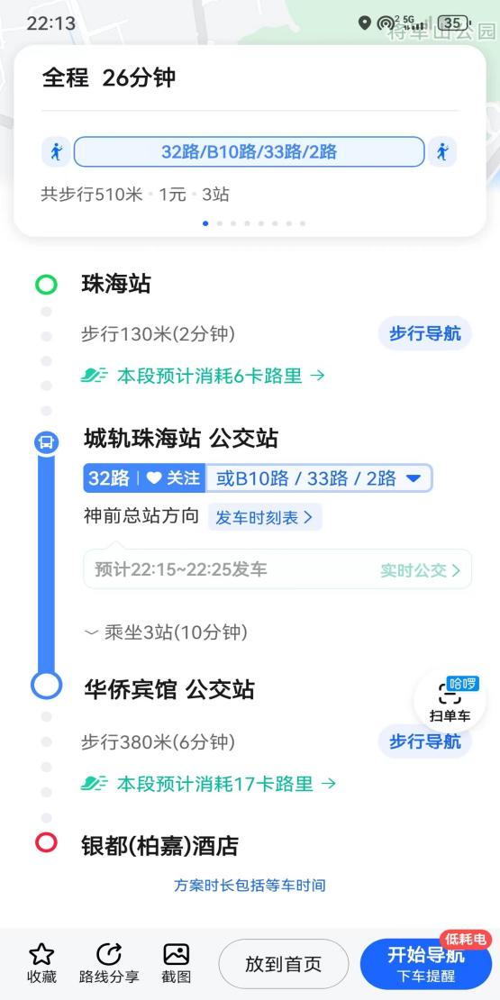 22:13
2 5G 35
将军山公园
全程 26分钟
32路/B10路/33路/2路
共步行510米·1元·3站
珠海站
步行130米(2分钟) 步行导航
本段预计消耗6卡路里
城轨珠海站 公交站
32路 关注 或B10路 / 33路 / 2路
神前总站方向 发车时刻表
预计22:15~22:25发车 实时公交
乘坐3站(10分钟)
华侨宾馆 公交站
哈啰
扫单车
步行380米(6分钟) 步行导航
本段预计消耗17卡路里
银都(柏嘉)酒店
方案时长包括等车时间
低耗电
收藏 路线分享 截图 放到首页 开始导航
下车提醒